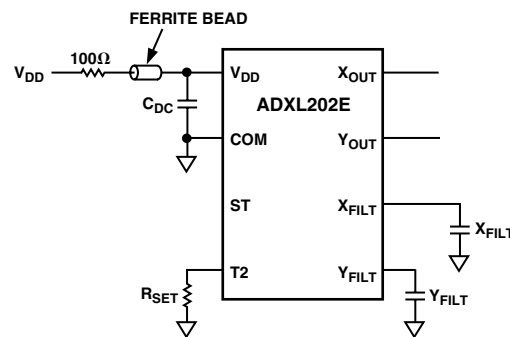 FERRITE BEAD
100Ω
VDD
CDC
VDD
XOUT
ADXL202E
COM
YOUT
ST
XFILT
XFILT
T2
YFILT
RSET
YFILT